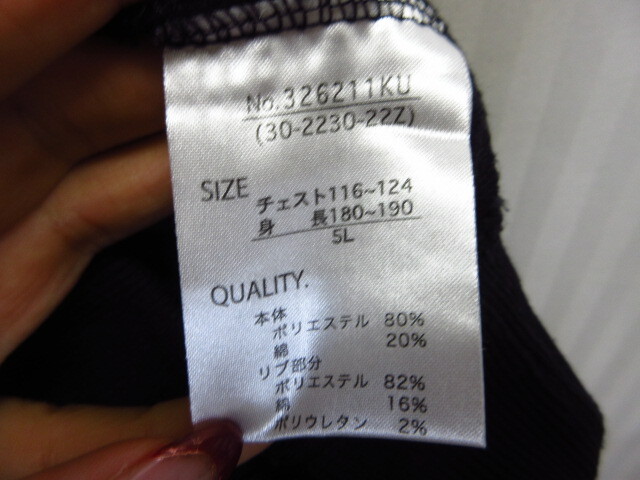 No.326211KU
(30-2230-22Z)
SIZE チェスト116~124
身　長180~190
5L
QUALITY.
本体
ポリエステル 80%
綿 20%
リブ部分
ポリエステル 82%
綿 16%
ポリウレタン 2%